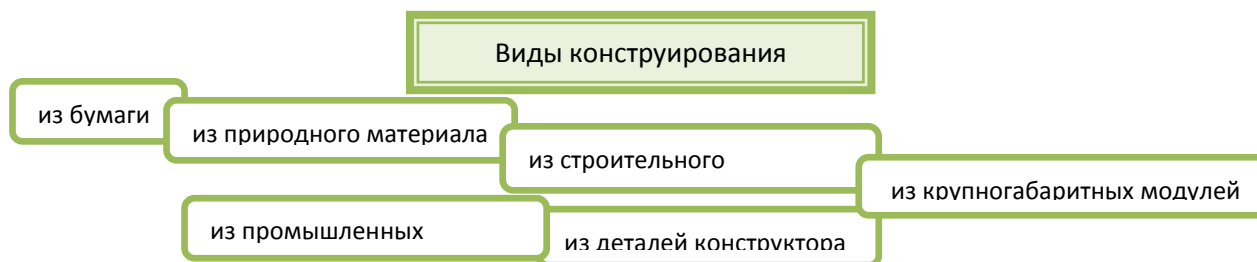 Виды конструирования
из бумаги
из природного материала
из строительного
из крупногабаритных модулей
из промышленных
из деталей конструктора